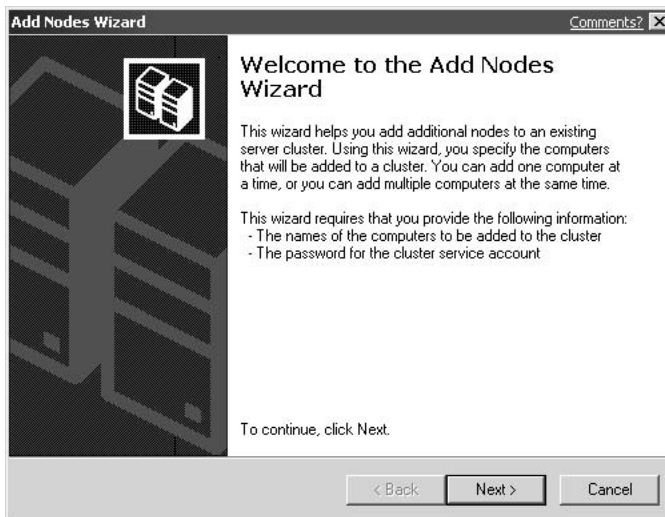 Add Nodes Wizard
Comments?
Welcome to the Add Nodes
Wizard
This wizard helps you add additional nodes to an existing
server cluster. Using this wizard, you specify the computers
that will be added to a cluster. You can add one computer at
a time, or you can add multiple computers at the same time.
This wizard requires that you provide the following information:
- The names of the computers to be added to the cluster
- The password for the cluster service account
To continue, click Next.
< Back
Next >
Cancel